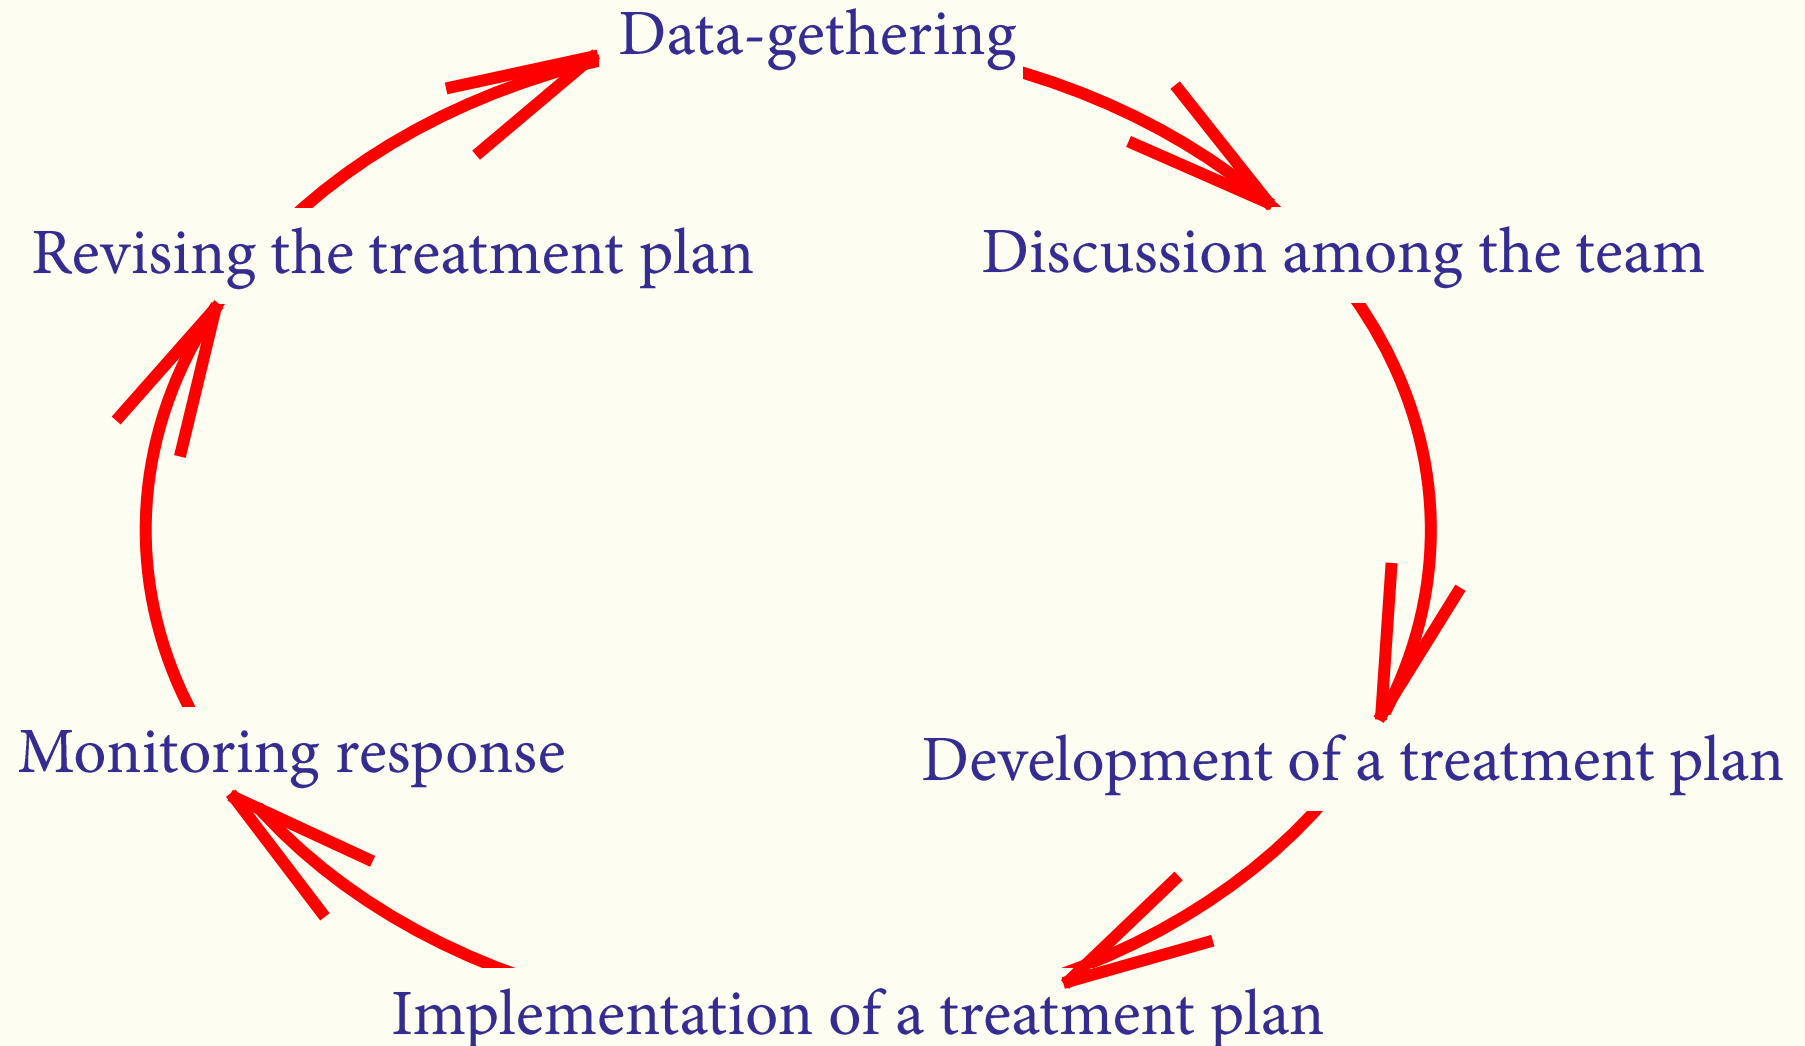 Data-gethering
Discussion among the team
Development of a treatment plan
Implementation of a treatment plan
Monitoring response
Revising the treatment plan